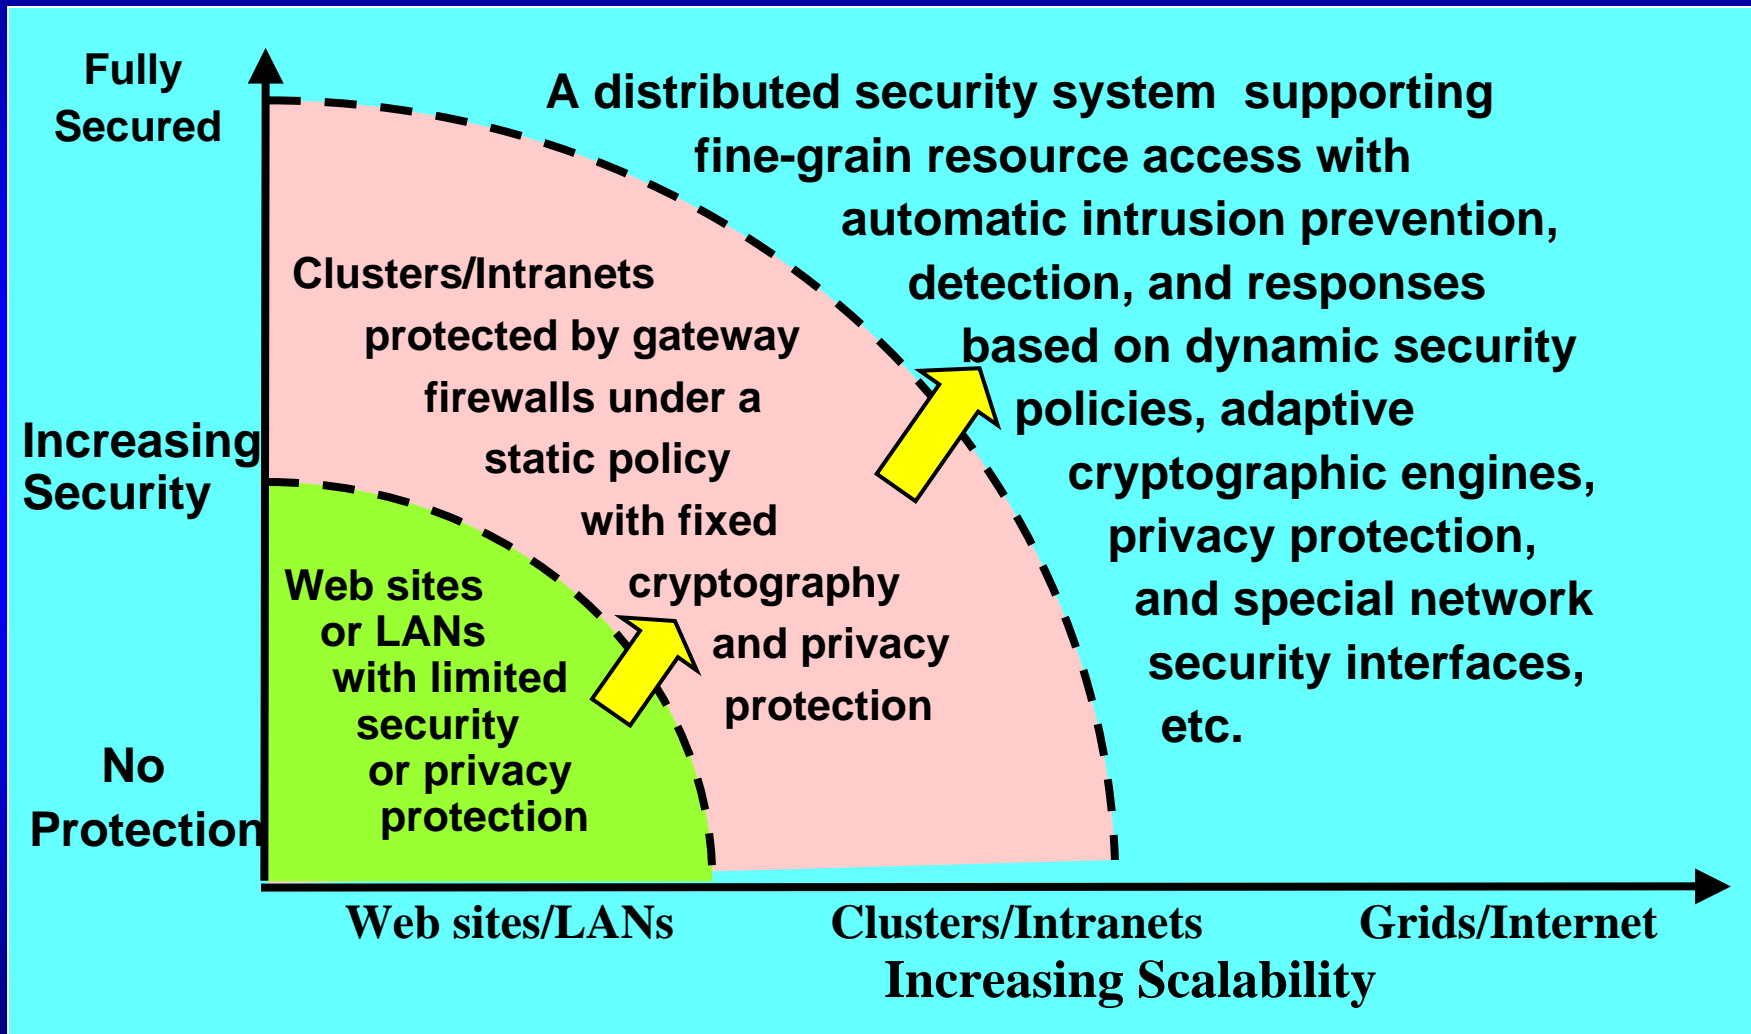 Fully
Secured
A distributed security system supporting
fine-grain resource access with
automatic intrusion prevention,
detection, and responses
based on dynamic security
policies, adaptive
cryptographic engines,
privacy protection,
and special network
security interfaces,
etc.
Clusters/Intranets
protected by gateway
firewalls under a
static policy
with fixed
cryptography
and privacy
protection
Increasing
Security
Web sites
or LANs
with limited
security
or privacy
protection
No
Protection
Web sites/LANs
Clusters/Intranets
Grids/Internet
Increasing Scalability